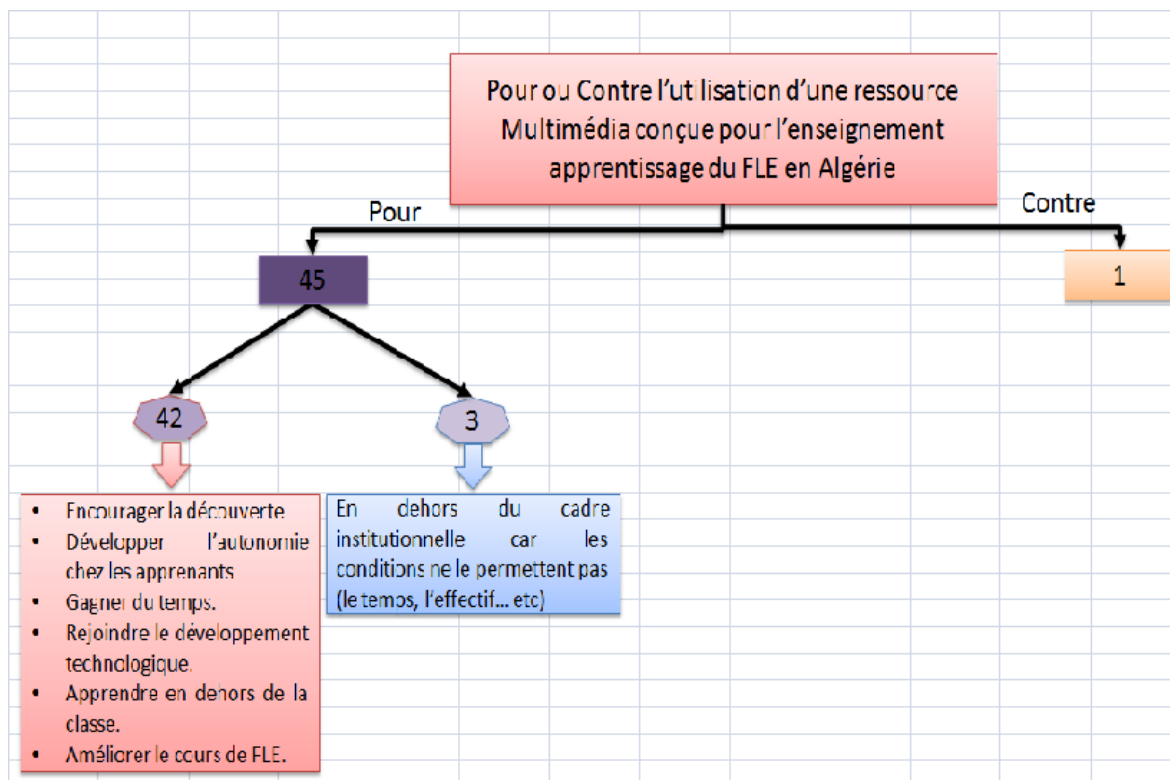 Pour ou Contre l'utilisation d'une ressource
Multimédia conçue pour l'enseignement
apprentissage du FLE en Algérie
Pour
Contre
45
1
42
3
• Encourager la découverte
• Développer l'autonomie
chez les apprenants
• Gagner du temps.
• Rejoindre le développement
technologique.
• Apprendre en dehors de la
classe.
• Améliorer le cours de FLE.
En dehors du cadre
institutionnelle car les
conditions ne le permettent pas
(le temps, l'effectif... etc)